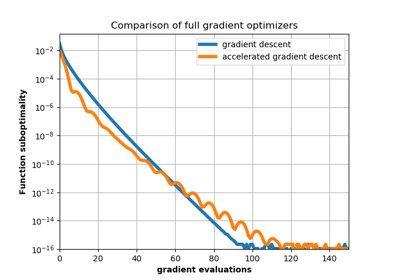 Comparison of full gradient optimizers
gradient descent
accelerated gradient descent
Function suboptimality
10⁻²
10⁻⁴
10⁻⁶
10⁻⁸
10⁻¹⁰
10⁻¹²
10⁻¹⁴
10⁻¹⁶
0 20 40 60 80 100 120 140
gradient evaluations